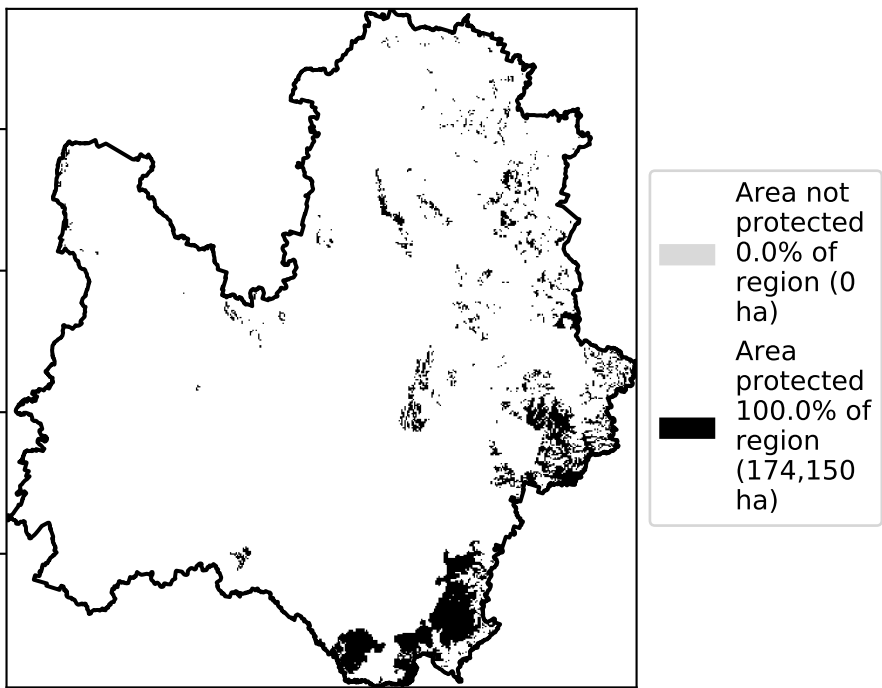 Area not
protected
0.0% of
region (0
ha)
Area
protected
100.0% of
region
(174,150
ha)